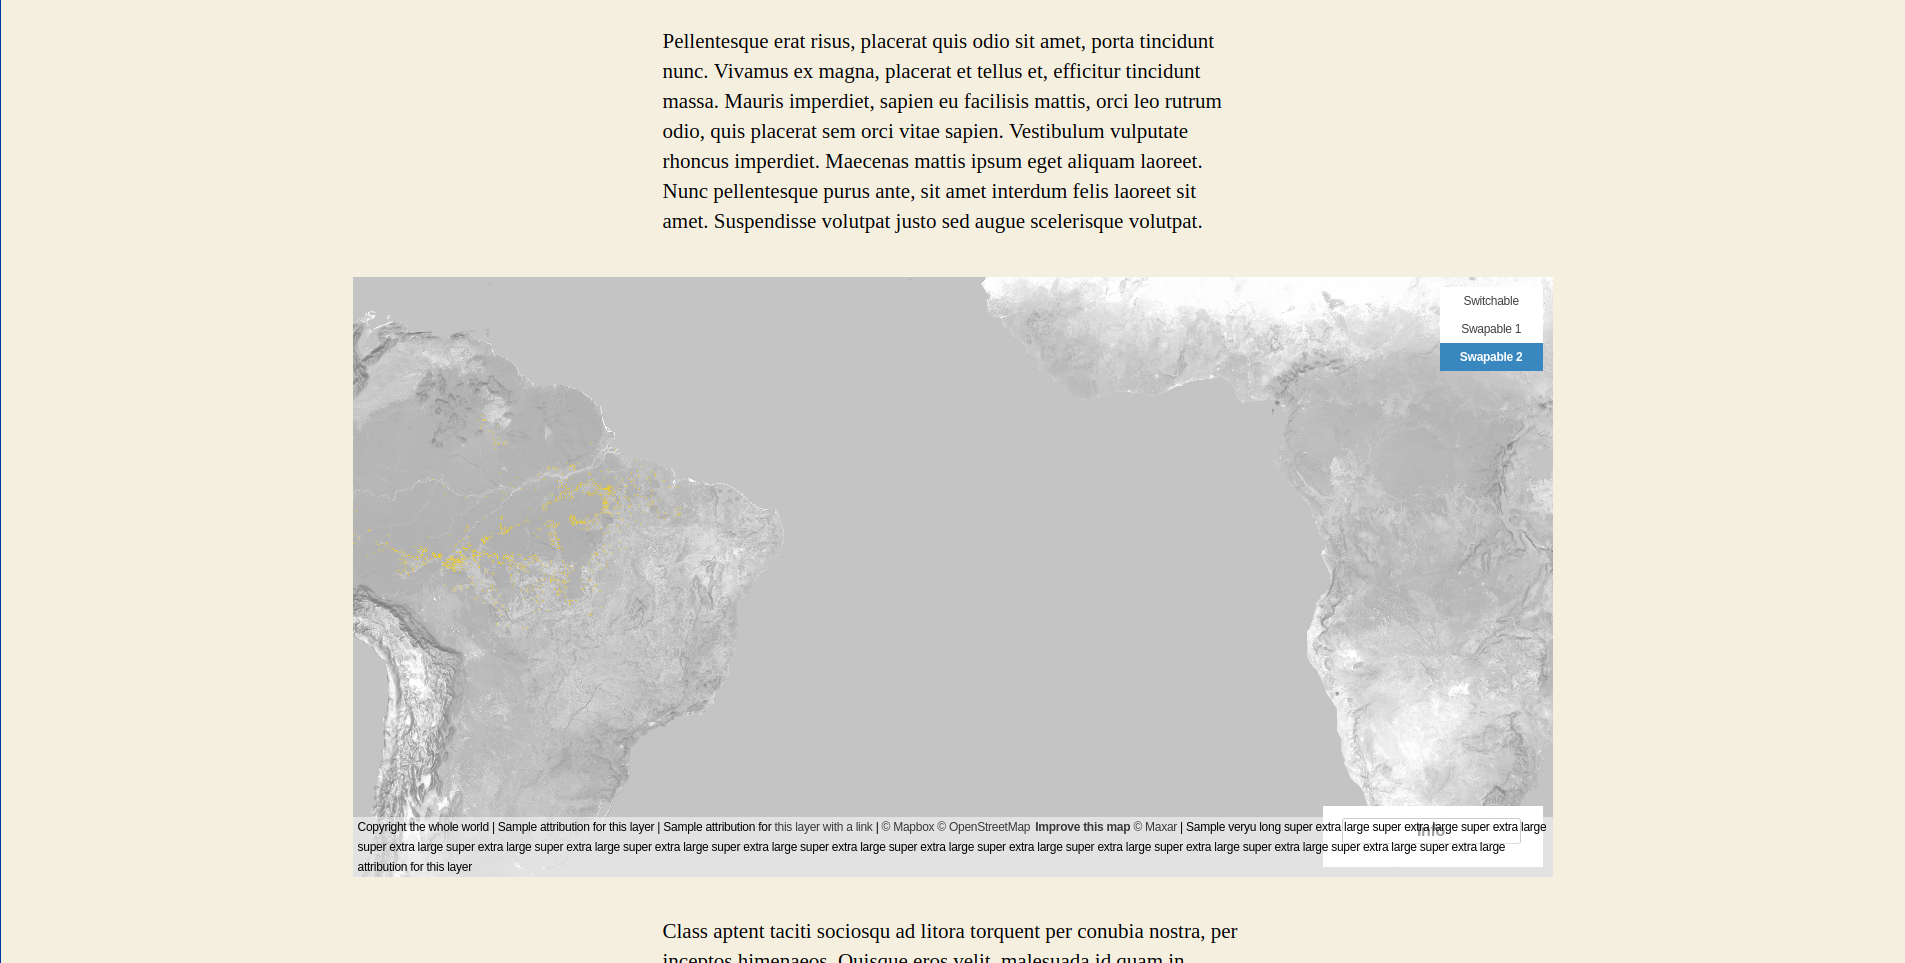 Pellentesque erat risus, placerat quis odio sit amet, porta tincidunt
nunc. Vivamus ex magna, placerat et tellus et, efficitur tincidunt
massa. Mauris imperdiet, sapien eu facilisis mattis, orci leo rutrum
odio, quis placerat sem orci vitae sapien. Vestibulum vulputate
rhoncus imperdiet. Maecenas mattis ipsum eget aliquam laoreet.
Nunc pellentesque purus ante, sit amet interdum felis laoreet sit
amet. Suspendisse volutpat justo sed augue scelerisque volutpat.
Switchable
Swapable 1
Swapable 2
Info
Copyright the whole world | Sample attribution for this layer | Sample attribution for this layer with a link | © Mapbox © OpenStreetMap Improve this map © Maxar | Sample veryu long super extra large super extra large super extra large
super extra large super extra large super extra large super extra large super extra large super extra large super extra large super extra large super extra large super extra large super extra large super extra large super extra large
attribution for this layer
Class aptent taciti sociosqu ad litora torquent per conubia nostra, per
inceptos himenaeos. Quisque eros velit, malesuada id quam in